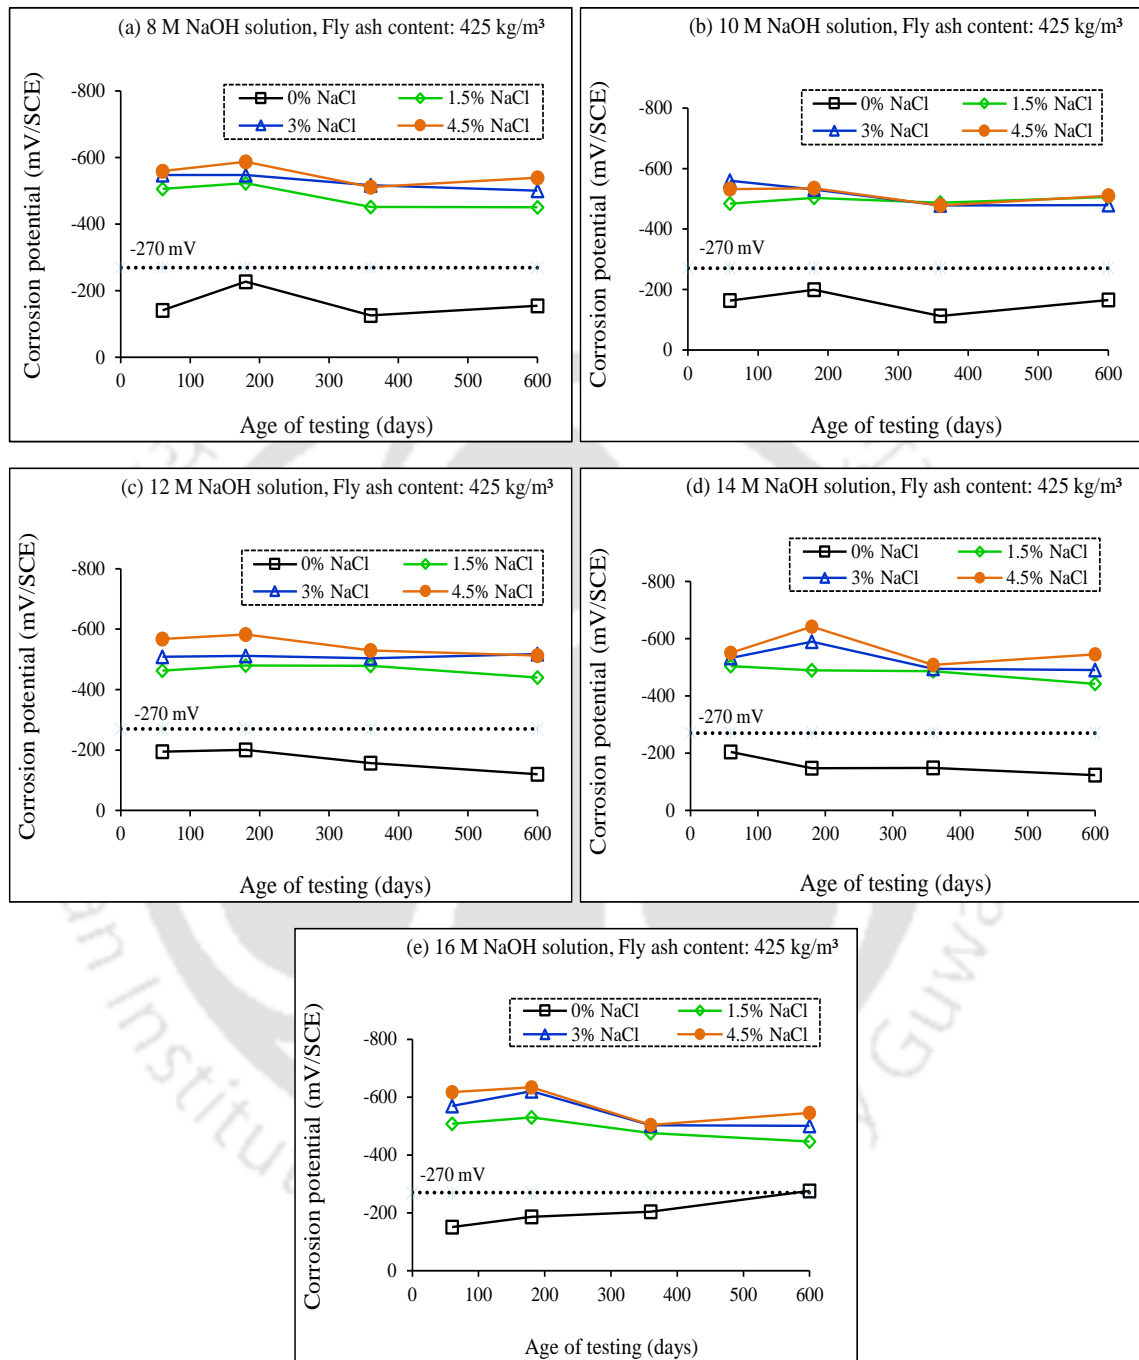 (a) 8 M NaOH solution, Fly ash content: 425 kg/m³
Corrosion potential (mV/SCE)
-800
-600
-400
-200
0
0% NaCl
1.5% NaCl
3% NaCl
4.5% NaCl
-270 mV
0 100 200 300 400 500 600
Age of testing (days)
(b) 10 M NaOH solution, Fly ash content: 425 kg/m³
Corrosion potential (mV/SCE)
-800
-600
-400
-200
0
0% NaCl
1.5% NaCl
3% NaCl
4.5% NaCl
-270 mV
0 100 200 300 400 500 600
Age of testing (days)
(c) 12 M NaOH solution, Fly ash content: 425 kg/m³
Corrosion potential (mV/SCE)
-800
-600
-400
-200
0
0% NaCl
1.5% NaCl
3% NaCl
4.5% NaCl
-270 mV
0 100 200 300 400 500 600
Age of testing (days)
(d) 14 M NaOH solution, Fly ash content: 425 kg/m³
Corrosion potential (mV/SCE)
-800
-600
-400
-200
0
0% NaCl
1.5% NaCl
3% NaCl
4.5% NaCl
-270 mV
0 100 200 300 400 500 600
Age of testing (days)
(e) 16 M NaOH solution, Fly ash content: 425 kg/m³
Corrosion potential (mV/SCE)
-800
-600
-400
-200
0
0% NaCl
1.5% NaCl
3% NaCl
4.5% NaCl
-270 mV
0 100 200 300 400 500 600
Age of testing (days)